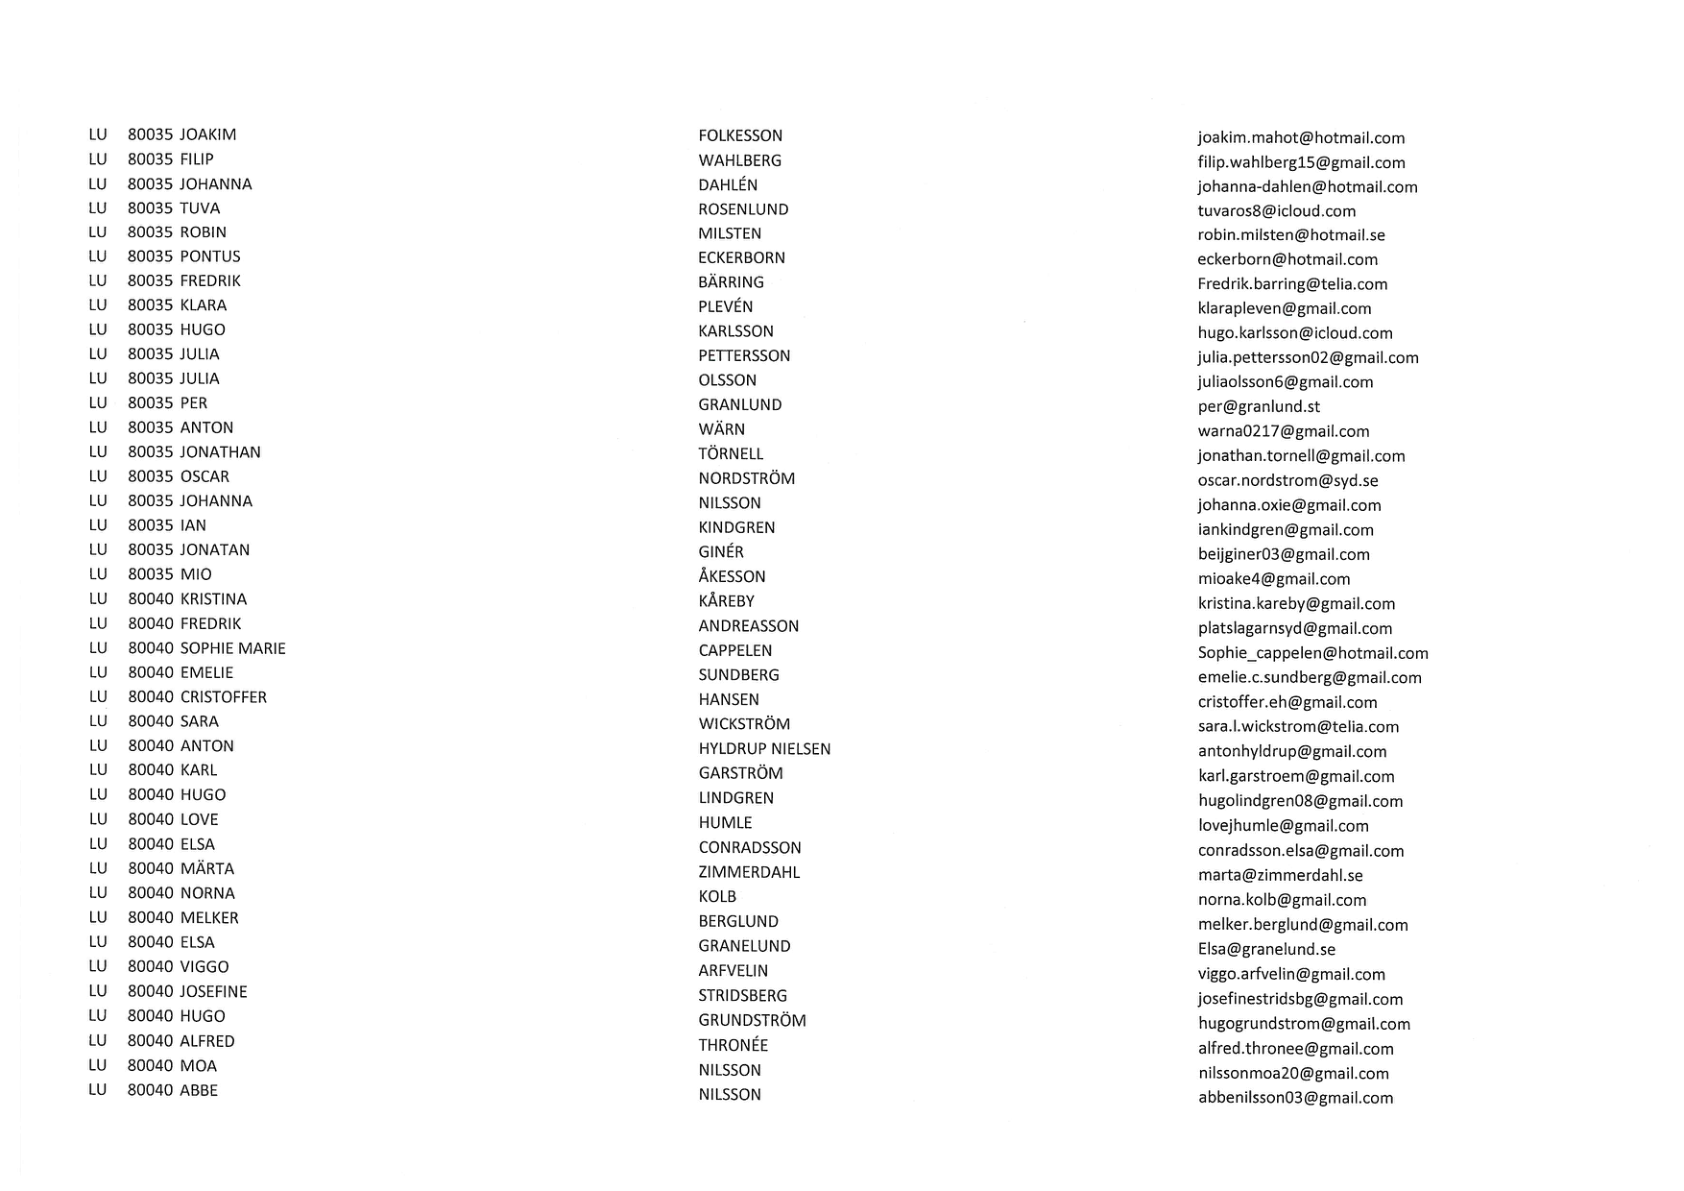 LU 80035 JOAKIM FOLKESSON joakim.mahot@hotmail.com
LU 80035 FILIP WAHLBERG filip.wahlberg15@gmail.com
LU 80035 JOHANNA DAHLÉN johanna-dahlen@hotmail.com
LU 80035 TUVA ROSENLUND tuvaros8@icloud.com
LU 80035 ROBIN MILSTEN robin.milsten@hotmail.se
LU 80035 PONTUS ECKERBORN eckerborn@hotmail.com
LU 80035 FREDRIK BÄRRING Fredrik.barring@telia.com
LU 80035 KLARA PLEVÉN klarapleven@gmail.com
LU 80035 HUGO KARLSSON hugo.karlsson@icloud.com
LU 80035 JULIA PETTERSSON julia.pettersson02@gmail.com
LU 80035 JULIA OLSSON juliaolsson6@gmail.com
LU 80035 PER GRANLUND per@granlund.st
LU 80035 ANTON WÄRN warna0217@gmail.com
LU 80035 JONATHAN TÖRNELL jonathan.tornell@gmail.com
LU 80035 OSCAR NORDSTRÖM oscar.nordstrom@syd.se
LU 80035 JOHANNA NILSSON johanna.oxie@gmail.com
LU 80035 IAN KINDGREN iankindgren@gmail.com
LU 80035 JONATAN GINÉR beijginer03@gmail.com
LU 80035 MIO ÅKESSON mioake4@gmail.com
LU 80040 KRISTINA KÅREBY kristina.kareby@gmail.com
LU 80040 FREDRIK ANDREASSON platslagarnsyd@gmail.com
LU 80040 SOPHIE MARIE CAPPELEN Sophie_cappelen@hotmail.com
LU 80040 EMELIE SUNDBERG emelie.c.sundberg@gmail.com
LU 80040 CRISTOFFER HANSEN cristoffer.eh@gmail.com
LU 80040 SARA WICKSTRÖM sara.l.wickstrom@telia.com
LU 80040 ANTON HYLDRUP NIELSEN antonhyldrup@gmail.com
LU 80040 KARL GARSTRÖM karl.garstroem@gmail.com
LU 80040 HUGO LINDGREN hugolindgren08@gmail.com
LU 80040 LOVE HUMLE lovejhumle@gmail.com
LU 80040 ELSA CONRADSSON conradsson.elsa@gmail.com
LU 80040 MÄRTA ZIMMERDAHL marta@zimmerdahl.se
LU 80040 NORNA KOLB norna.kolb@gmail.com
LU 80040 MELKER BERGLUND melker.berglund@gmail.com
LU 80040 ELSA GRANELUND Elsa@granelund.se
LU 80040 VIGGO ARFVELIN viggo.arfvelin@gmail.com
LU 80040 JOSEFINE STRIDSBERG josefinestridsbg@gmail.com
LU 80040 HUGO GRUNDSTRÖM hugogrundstrom@gmail.com
LU 80040 ALFRED THRONÉE alfred.thronee@gmail.com
LU 80040 MOA NILSSON nilssonmoa20@gmail.com
LU 80040 ABBE NILSSON abbenilsson03@gmail.com